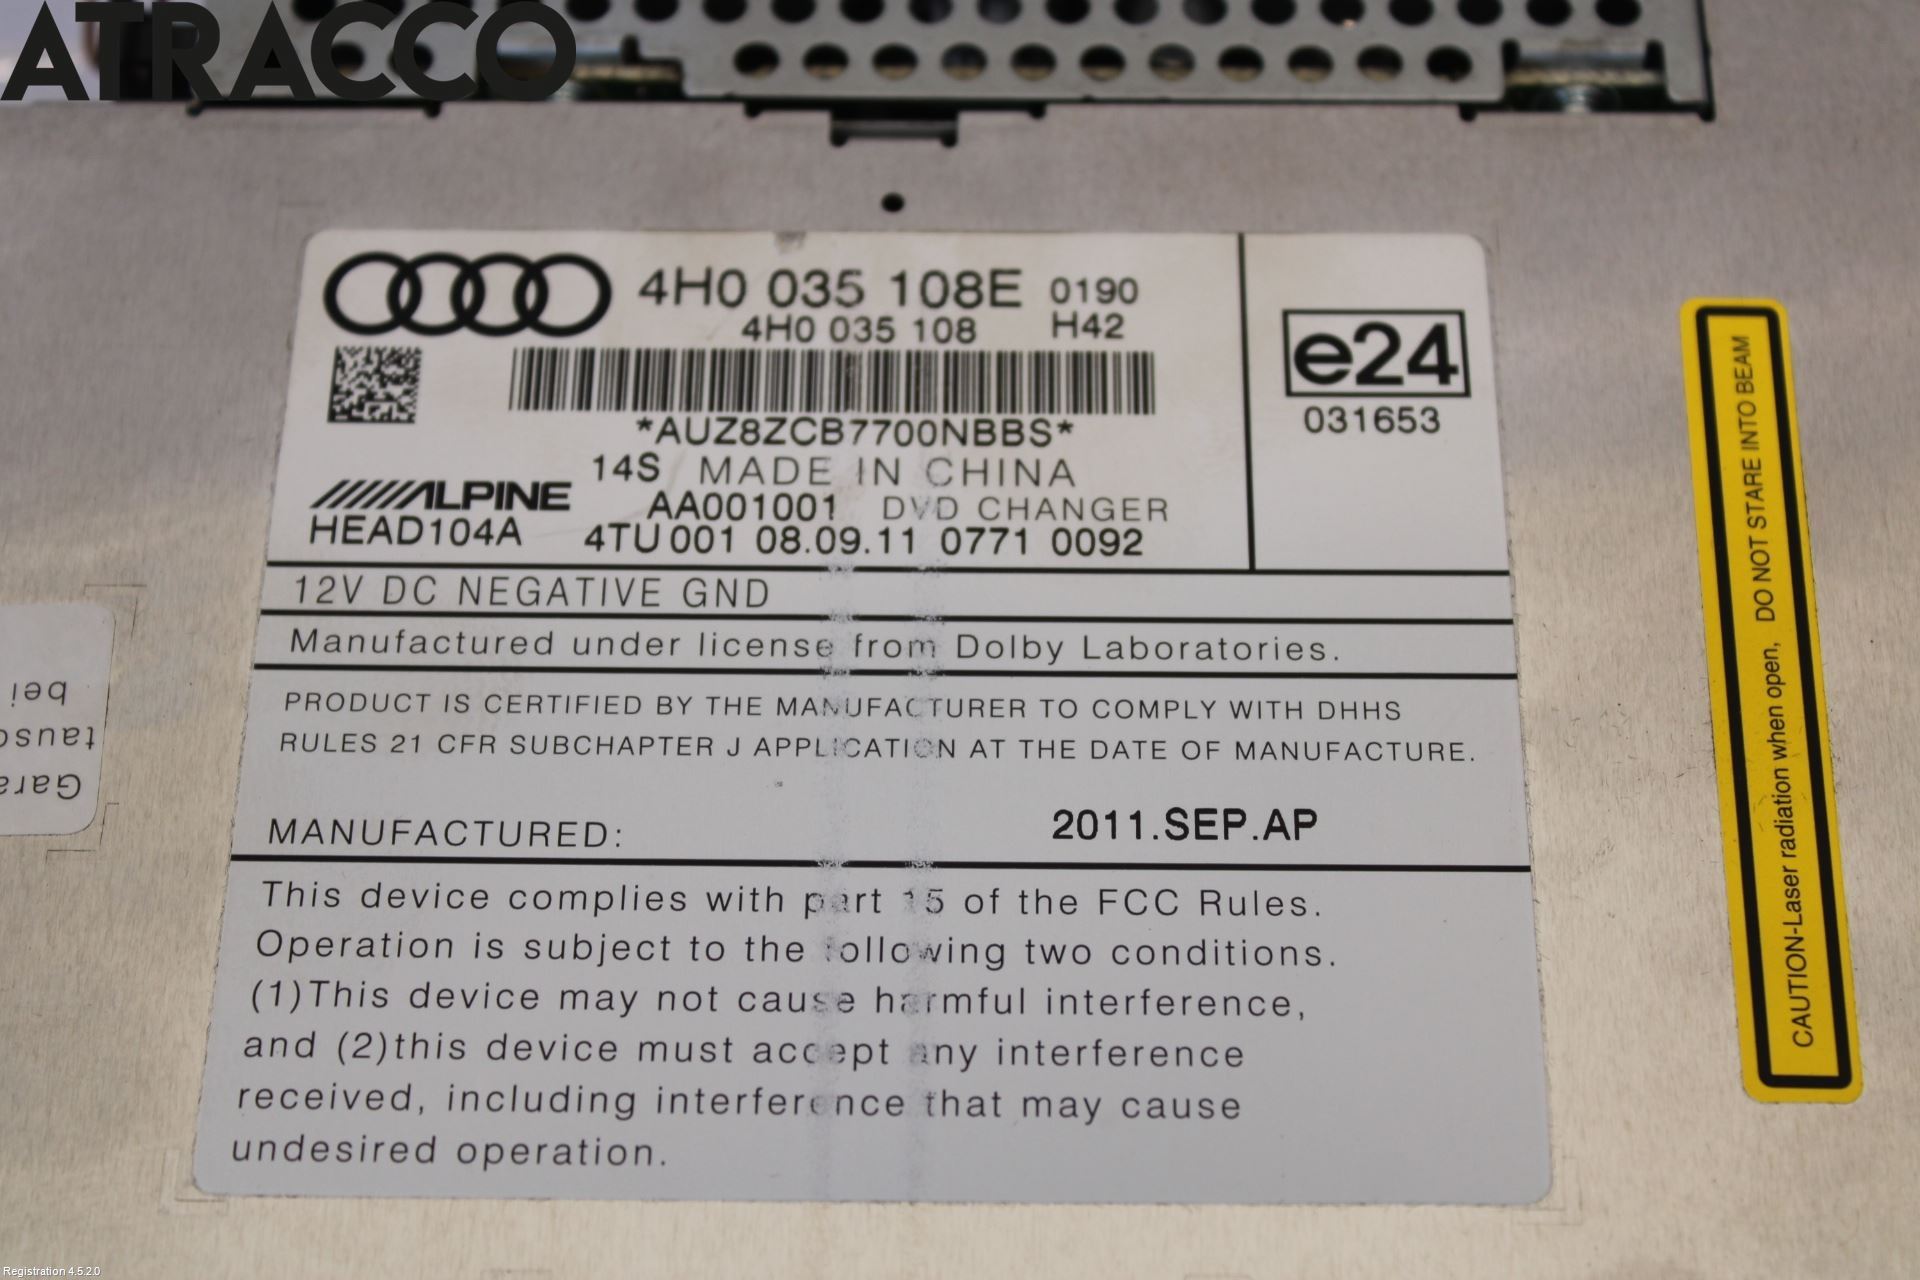 ATRACCO
4H0 035 108E 0190
4H0 035 108 H42
*AUZ8ZCB7700NBBS*
14S MADE IN CHINA
ALPINE AA001001 DVD CHANGER
HEAD104A 4TU001 08.09.11 0771 0092
e24
031653
12V DC NEGATIVE GND
Manufactured under license from Dolby Laboratories.
PRODUCT IS CERTIFIED BY THE MANUFACTURER TO COMPLY WITH DHHS
RULES 21 CFR SUBCHAPTER J APPLICATION AT THE DATE OF MANUFACTURE.
MANUFACTURED: 2011.SEP.AP
This device complies with part 15 of the FCC Rules.
Operation is subject to the following two conditions.
(1)This device may not cause harmful interference,
and (2)this device must accept any interference
received, including interference that may cause
undesired operation.
CAUTION-Laser radiation when open, DO NOT STARE INTO BEAM
bei
Registration 4.5.2.0